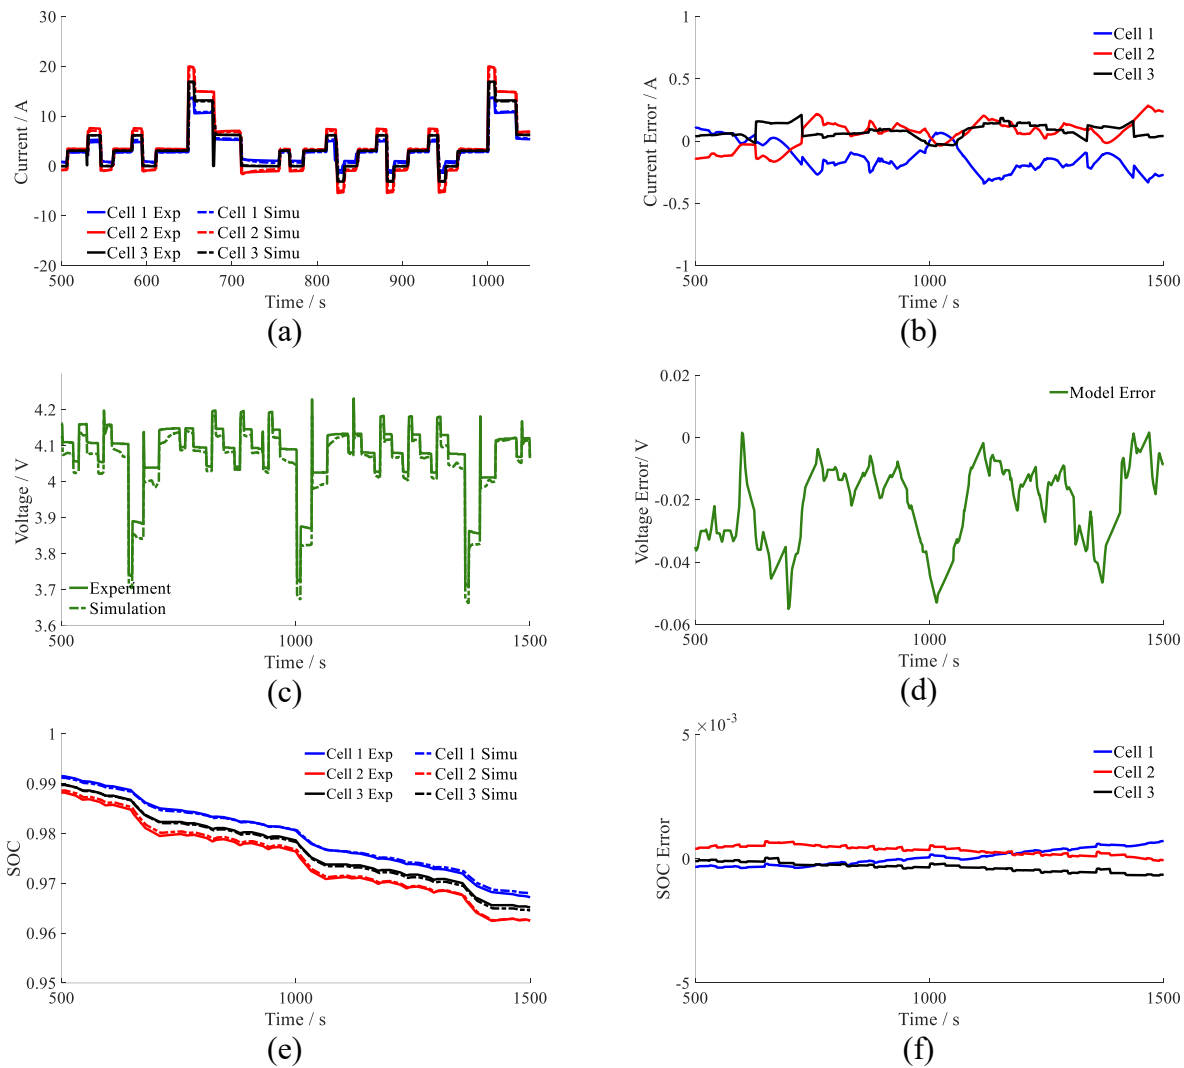 30
20
10
0
-10
-20
Current / A
Cell 1 Exp
Cell 2 Exp
Cell 3 Exp
Cell 1 Simu
Cell 2 Simu
Cell 3 Simu
500 600 700 800 900 1000
Time / s
(a)
1
0.5
0
-0.5
-1
Current Error / A
Cell 1
Cell 2
Cell 3
500 1000 1500
Time / s
(b)
4.2
4.1
4
3.9
3.8
3.7
3.6
Voltage / V
Experiment
Simulation
500 1000 1500
Time / s
(c)
0.02
0
-0.02
-0.04
-0.06
Voltage Error/ V
Model Error
500 1000 1500
Time / s
(d)
1
0.99
0.98
0.97
0.96
0.95
SOC
Cell 1 Exp
Cell 2 Exp
Cell 3 Exp
Cell 1 Simu
Cell 2 Simu
Cell 3 Simu
500 1000 1500
Time / s
(e)
×10⁻³
5
0
-5
SOC Error
Cell 1
Cell 2
Cell 3
500 1000 1500
Time / s
(f)